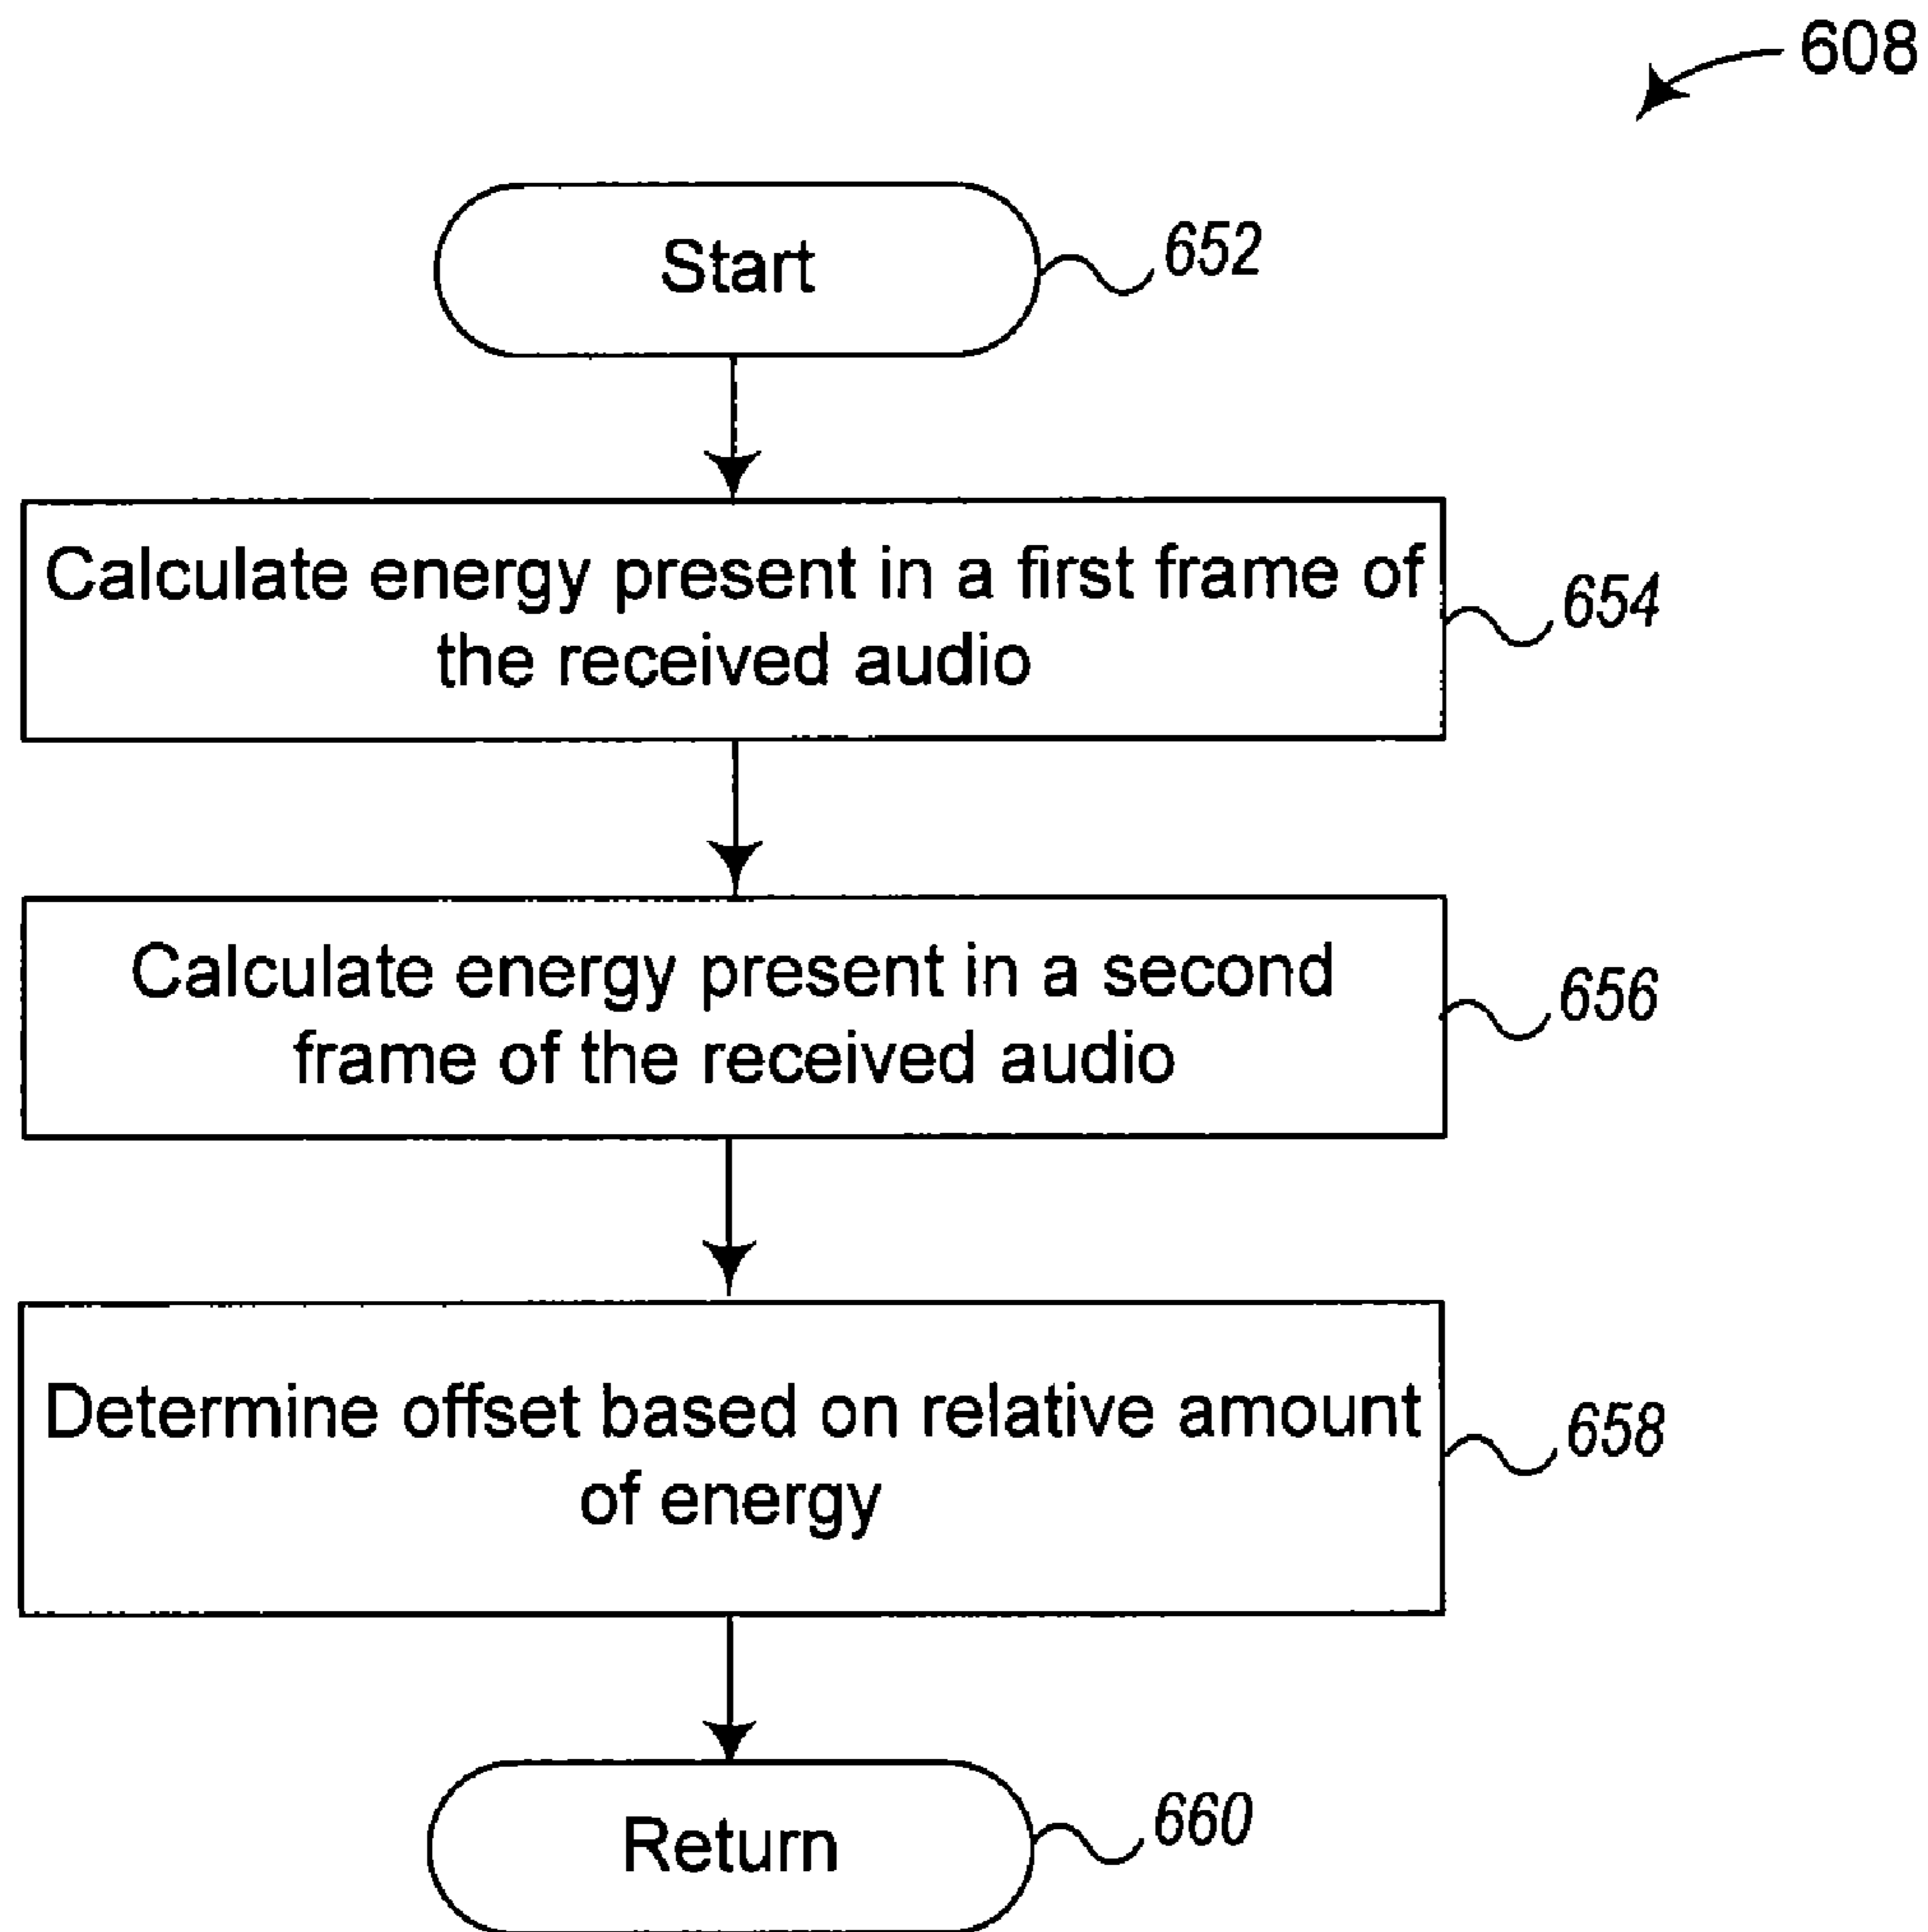 608
Start
652
Calculate energy present in a first frame of
the received audio
654
Calculate energy present in a second
frame of the received audio
656
Determine offset based on relative amount
of energy
658
Return
660